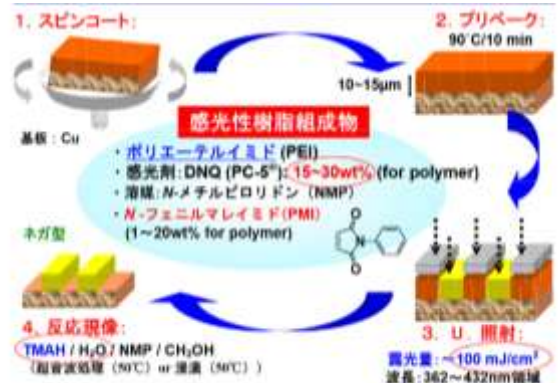 1. スピンコート:
2. プリベーク:
90°C/10 min
10~15μm
基板:Cu
感光性樹脂組成物
・ポリエーテルイミド (PEI)
・感光剤:DNQ (PC-5®): 15~30wt% (for polymer)
・溶媒:N-メチルピロリドン (NMP)
・N-フェニルマレイミド(PMI)
(1~20wt% for polymer)
ネガ型
4. 反応現像:
TMAH / H₂O / NMP / CH₃OH
(超音波処理 (50℃) or 浸漬 (50℃))
3. U. 照射:
露光量:~100 mJ/cm²
波長:362~432nm領域